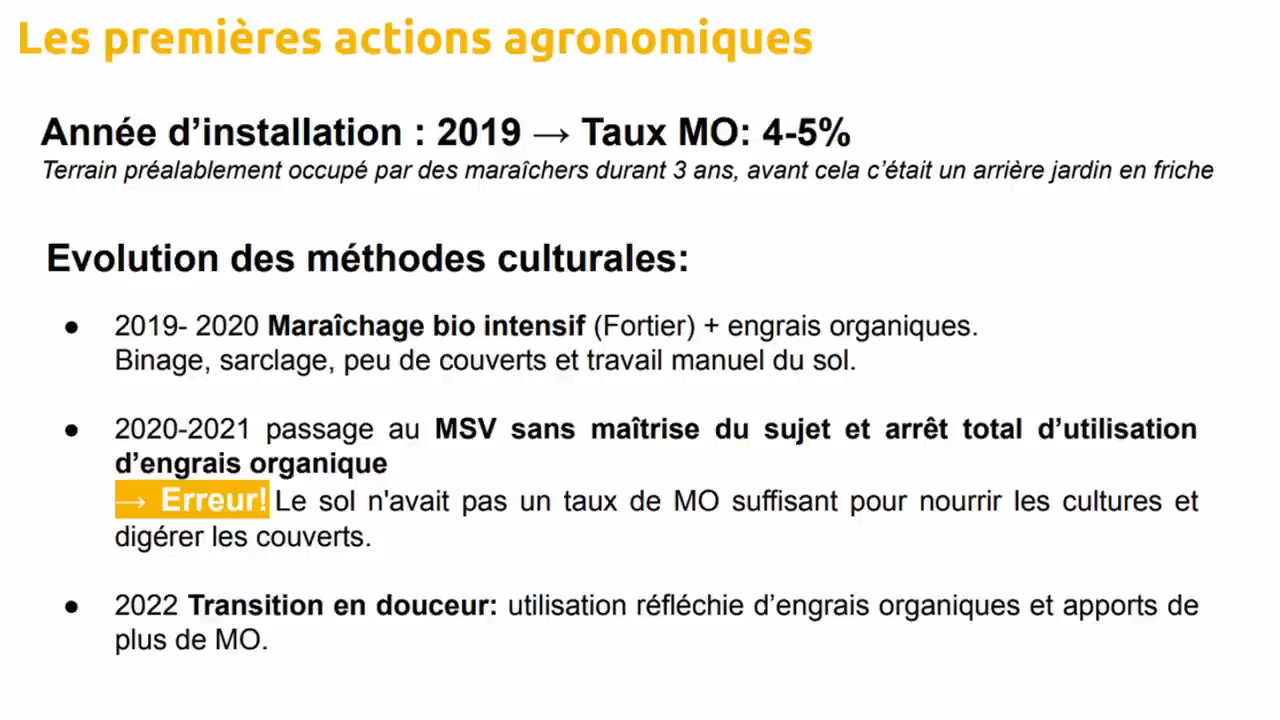 Les premières actions agronomiques
Année d’installation : 2019 → Taux MO: 4-5%
Terrain préalablement occupé par des maraîchers durant 3 ans, avant cela c’était un arrière jardin en friche
Evolution des méthodes culturales:
● 2019- 2020 Maraîchage bio intensif (Fortier) + engrais organiques.
Binage, sarclage, peu de couverts et travail manuel du sol.
● 2020-2021 passage au MSV sans maîtrise du sujet et arrêt total d’utilisation
d’engrais organique
→ Erreur! Le sol n'avait pas un taux de MO suffisant pour nourrir les cultures et
digérer les couverts.
● 2022 Transition en douceur: utilisation réfléchie d’engrais organiques et apports de
plus de MO.